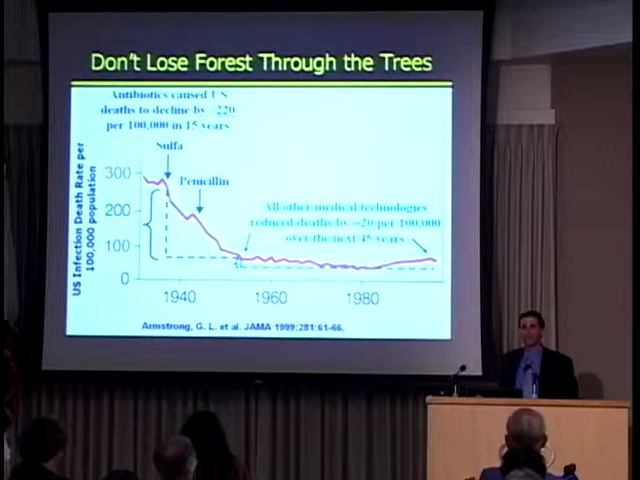 Don't Lose Forest Through the Trees
Antibiotics caused US
deaths to decline by ~220
per 100,000 in 15 years
Sulfa
Penicillin
All other medical technologies
reduced deaths by ~20 per 100,000
over the next 45 years
US Infection Death Rate per
100,000 population
300
200
100
0
1940
1960
1980
Armstrong, G. L. et al. JAMA 1999;281:61-66.